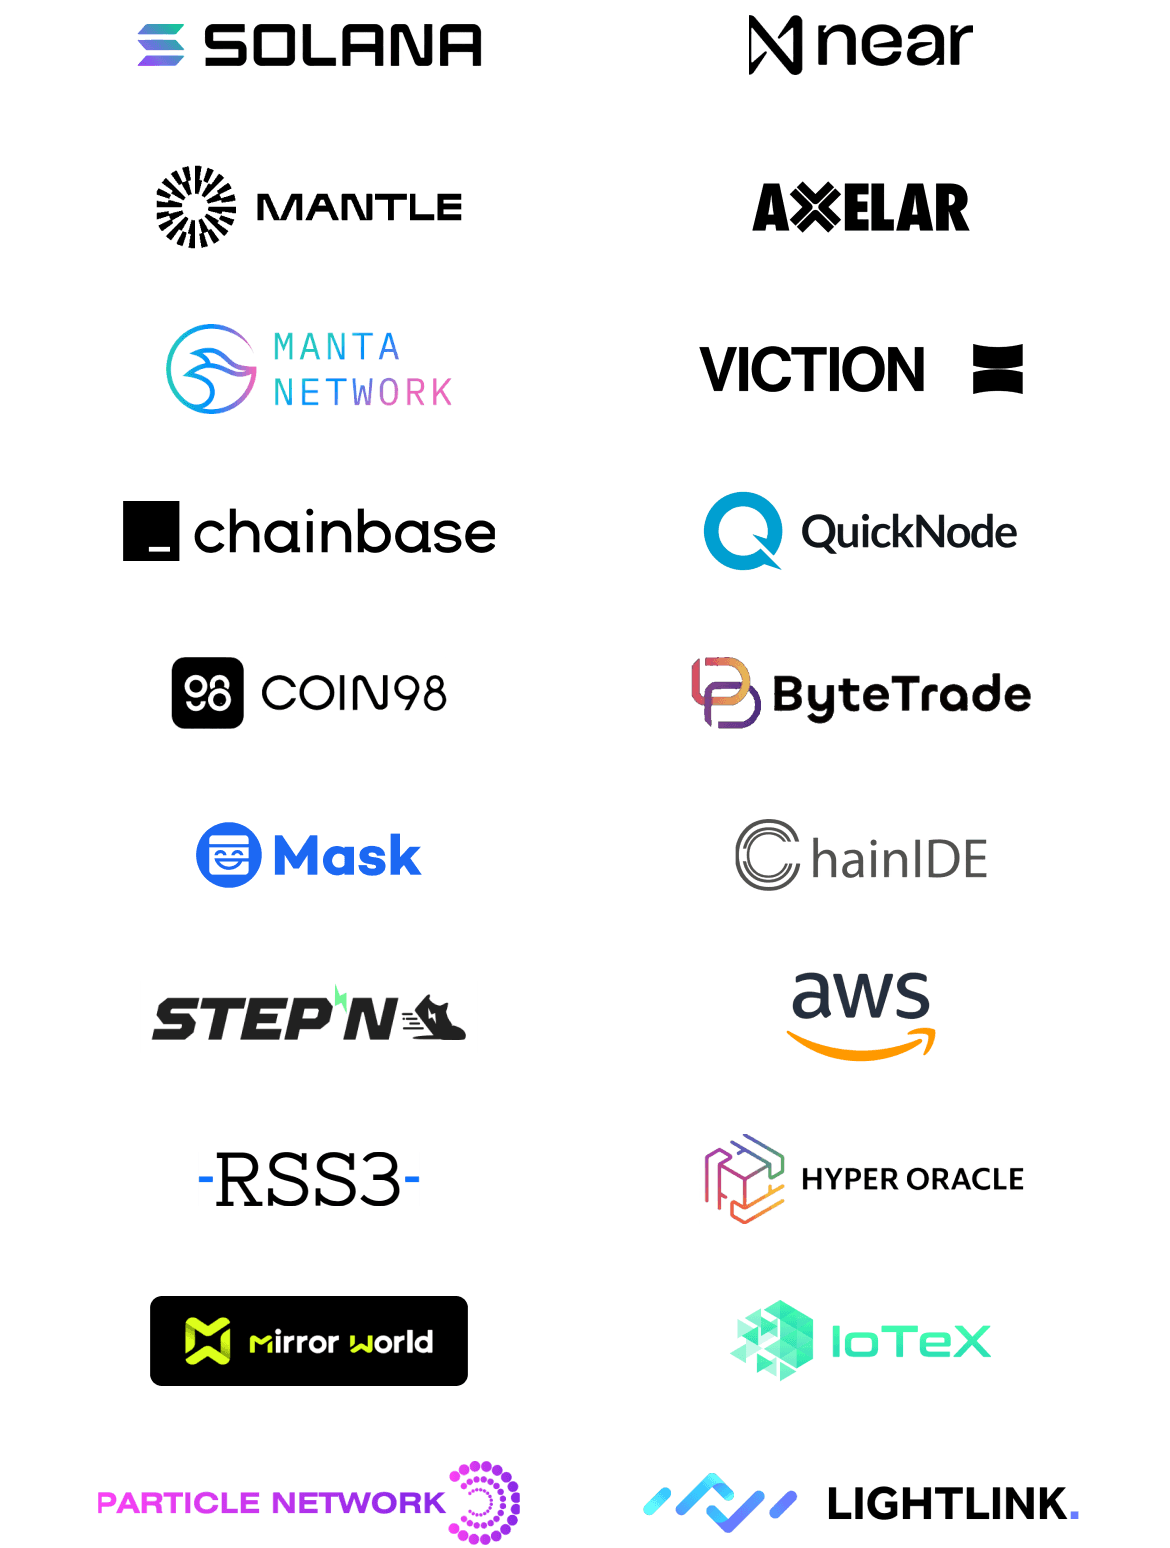 SOLANA
near
MANTLE
AXELAR
MANTA
NETWORK
VICTION
chainbase
QuickNode
98 COIN98
ByteTrade
Mask
ChainIDE
STEP'N
aws
-RSS3-
HYPER ORACLE
Mirror World
IoTeX
PARTICLE NETWORK
LIGHTLINK.